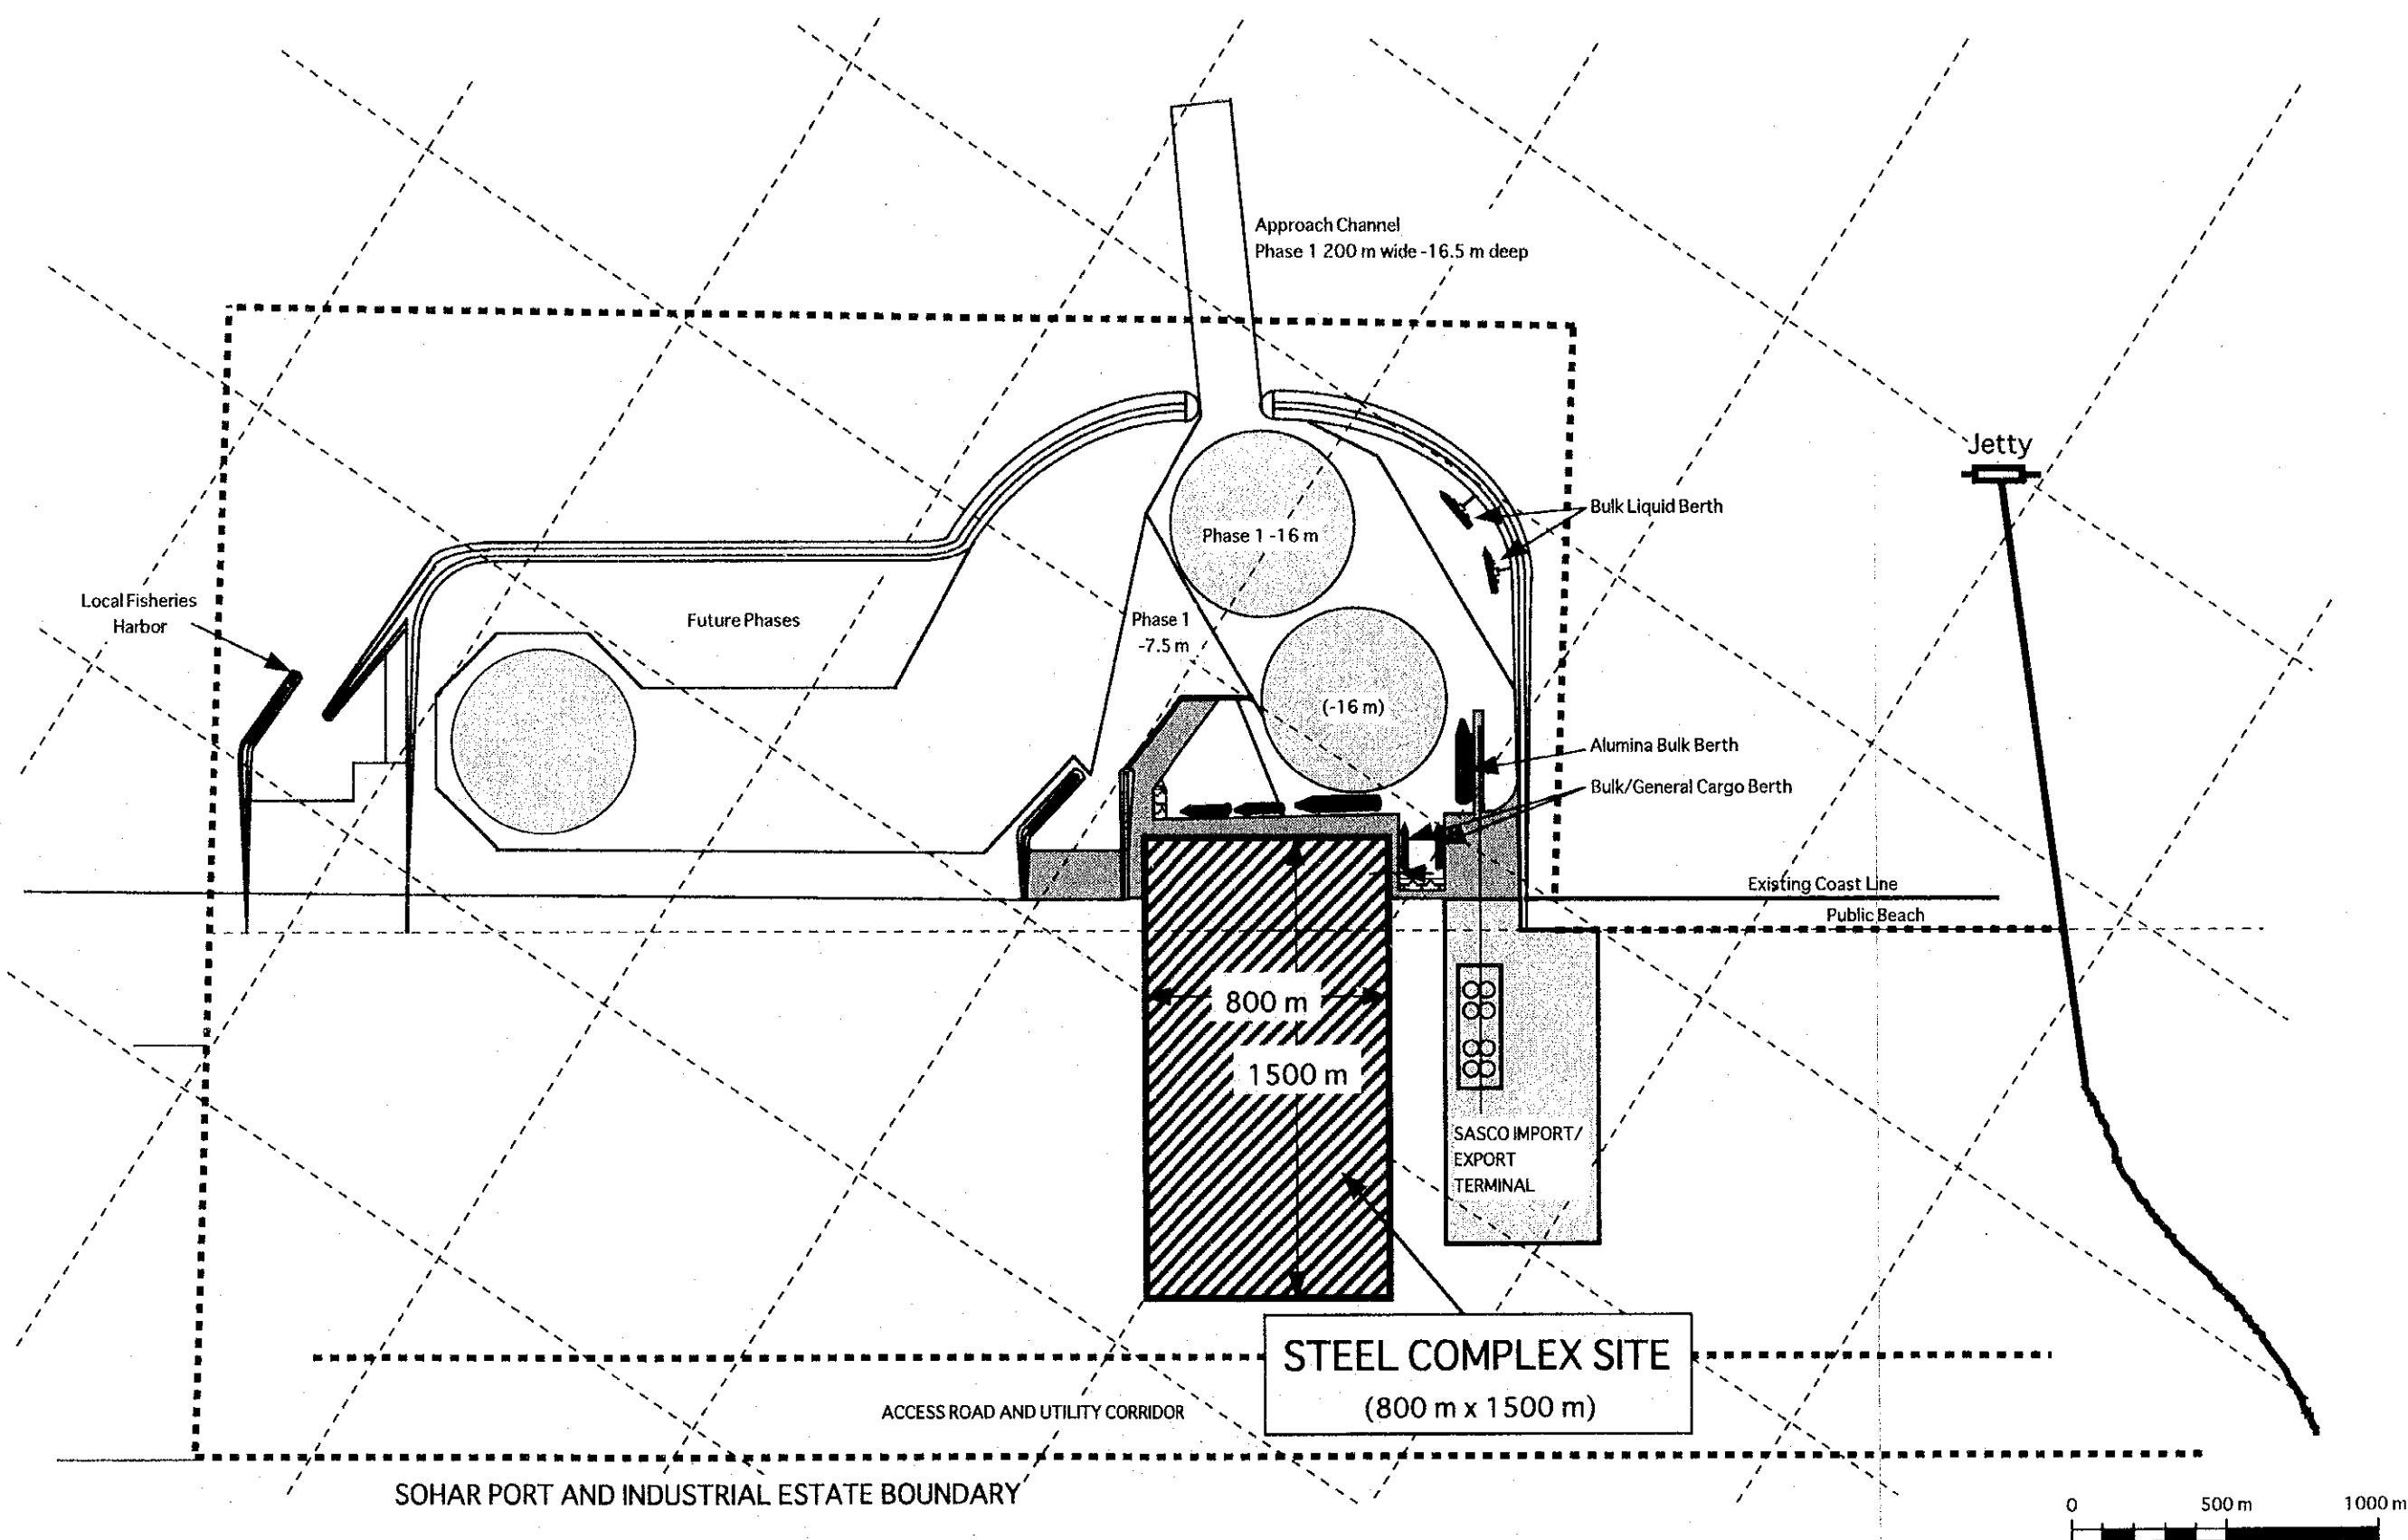 Approach Channel
Phase 1 200 m wide -16.5 m deep
Jetty
Bulk Liquid Berth
Phase 1 -16 m
Local Fisheries
Harbor
Future Phases
Phase 1
-7.5 m
(-16 m)
Alumina Bulk Berth
Bulk/General Cargo Berth
Existing Coast Line
Public Beach
800 m
1500 m
SASCO IMPORT/
EXPORT
TERMINAL
STEEL COMPLEX SITE
(800 m x 1500 m)
ACCESS ROAD AND UTILITY CORRIDOR
SOHAR PORT AND INDUSTRIAL ESTATE BOUNDARY
0 500 m 1000 m